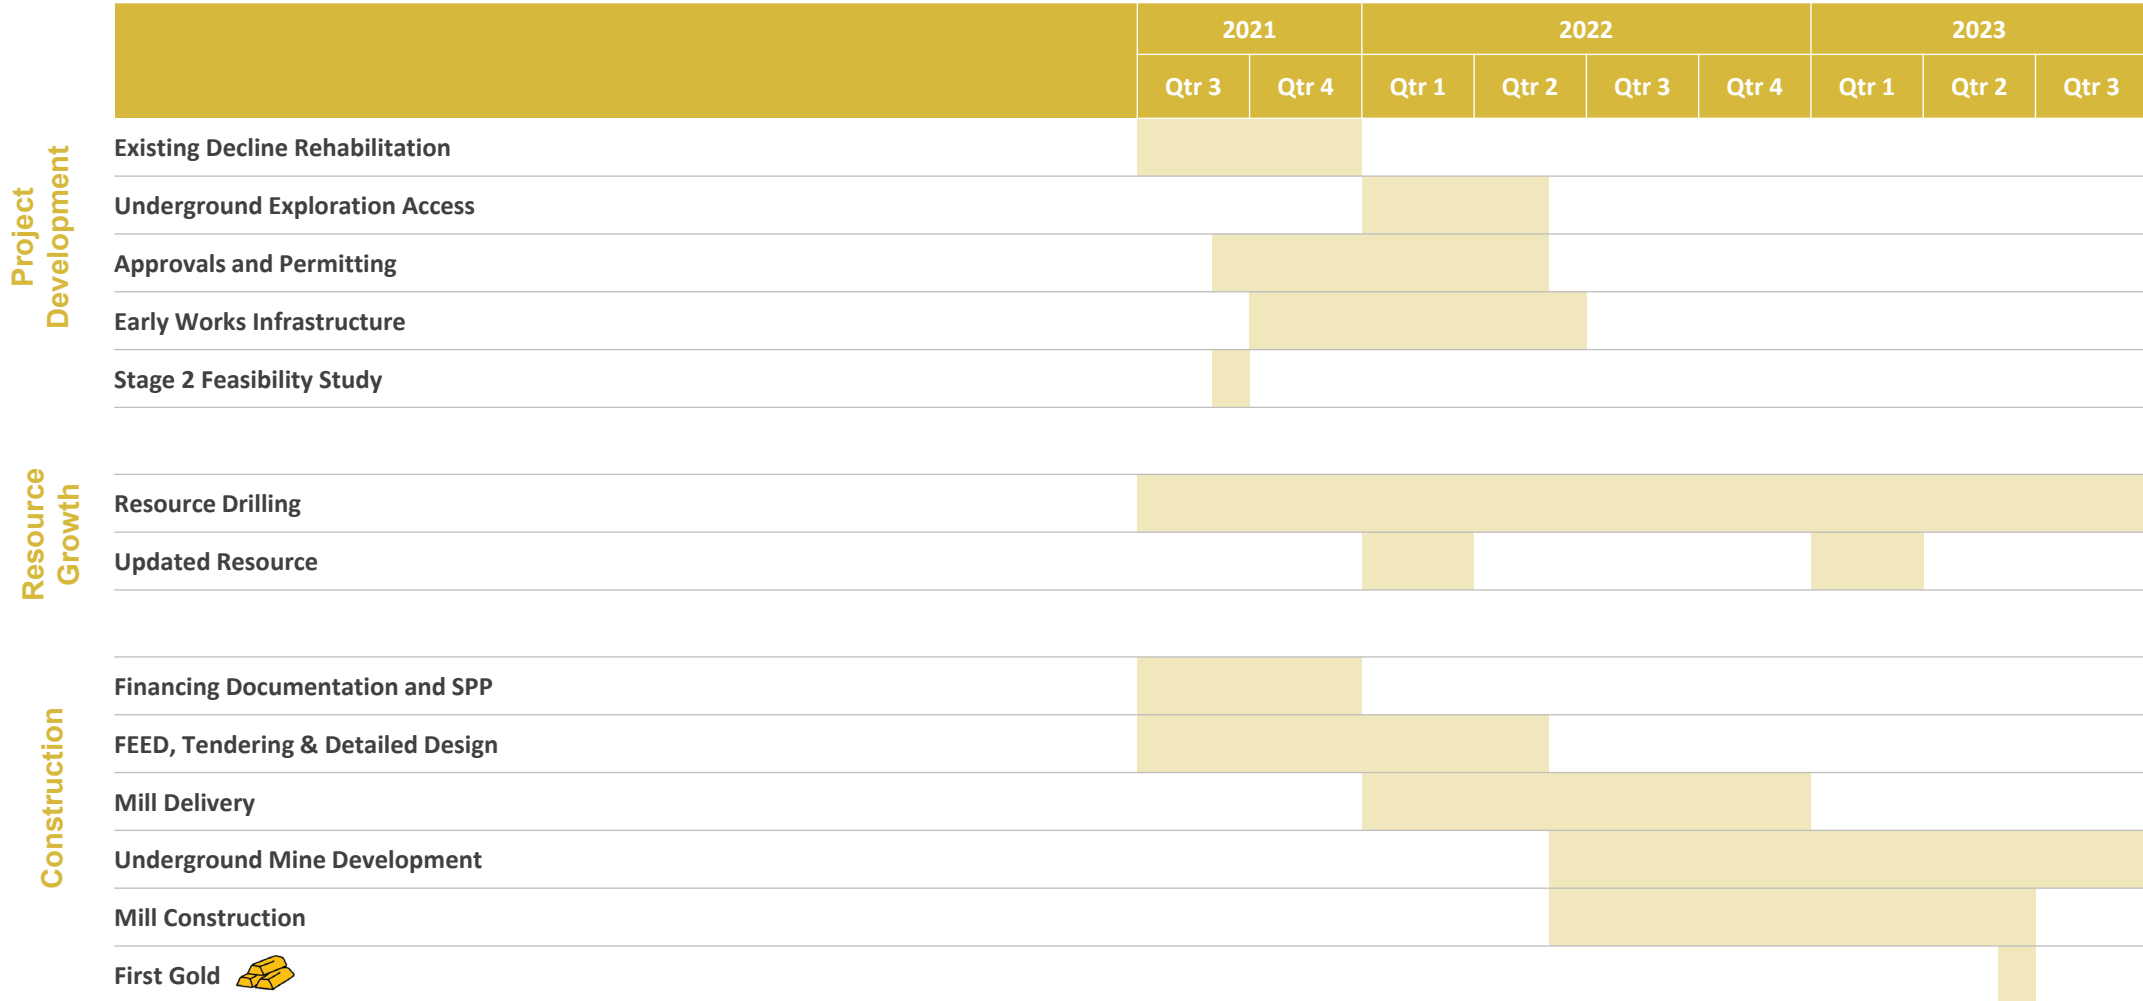 2021 2022 2023
Qtr 3 Qtr 4 Qtr 1 Qtr 2 Qtr 3 Qtr 4 Qtr 1 Qtr 2 Qtr 3
Project
Development
Existing Decline Rehabilitation
Underground Exploration Access
Approvals and Permitting
Early Works Infrastructure
Stage 2 Feasibility Study
Resource
Growth
Resource Drilling
Updated Resource
Construction
Financing Documentation and SPP
FEED, Tendering & Detailed Design
Mill Delivery
Underground Mine Development
Mill Construction
First Gold